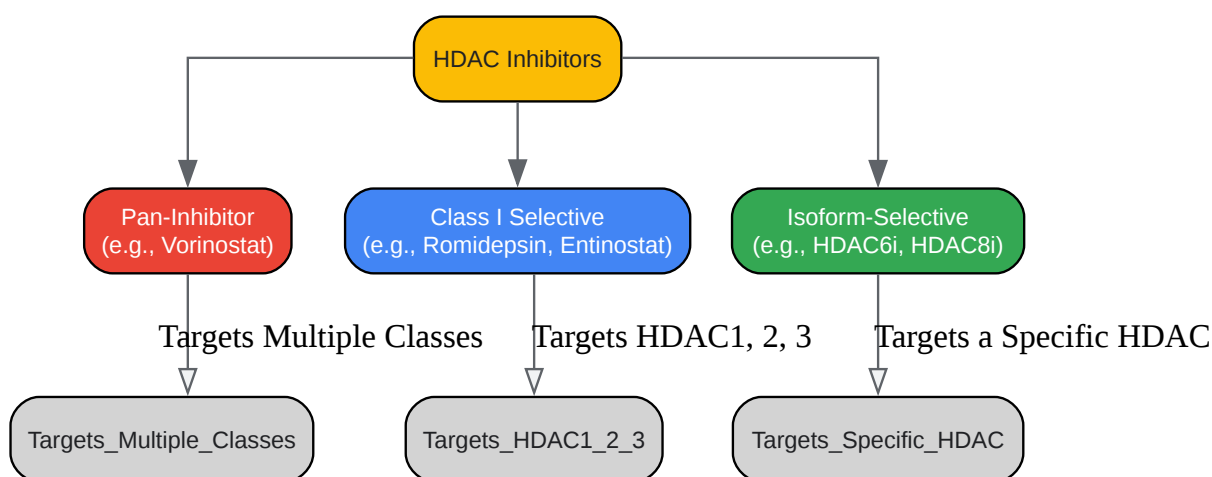 HDAC Inhibitors
Pan-Inhibitor
(e.g., Vorinostat)
Class I Selective
(e.g., Romidepsin, Entinostat)
Isoform-Selective
(e.g., HDAC6i, HDAC8i)
Targets Multiple Classes
Targets HDAC1, 2, 3
Targets a Specific HDAC
Targets_Multiple_Classes
Targets_HDAC1_2_3
Targets_Specific_HDAC